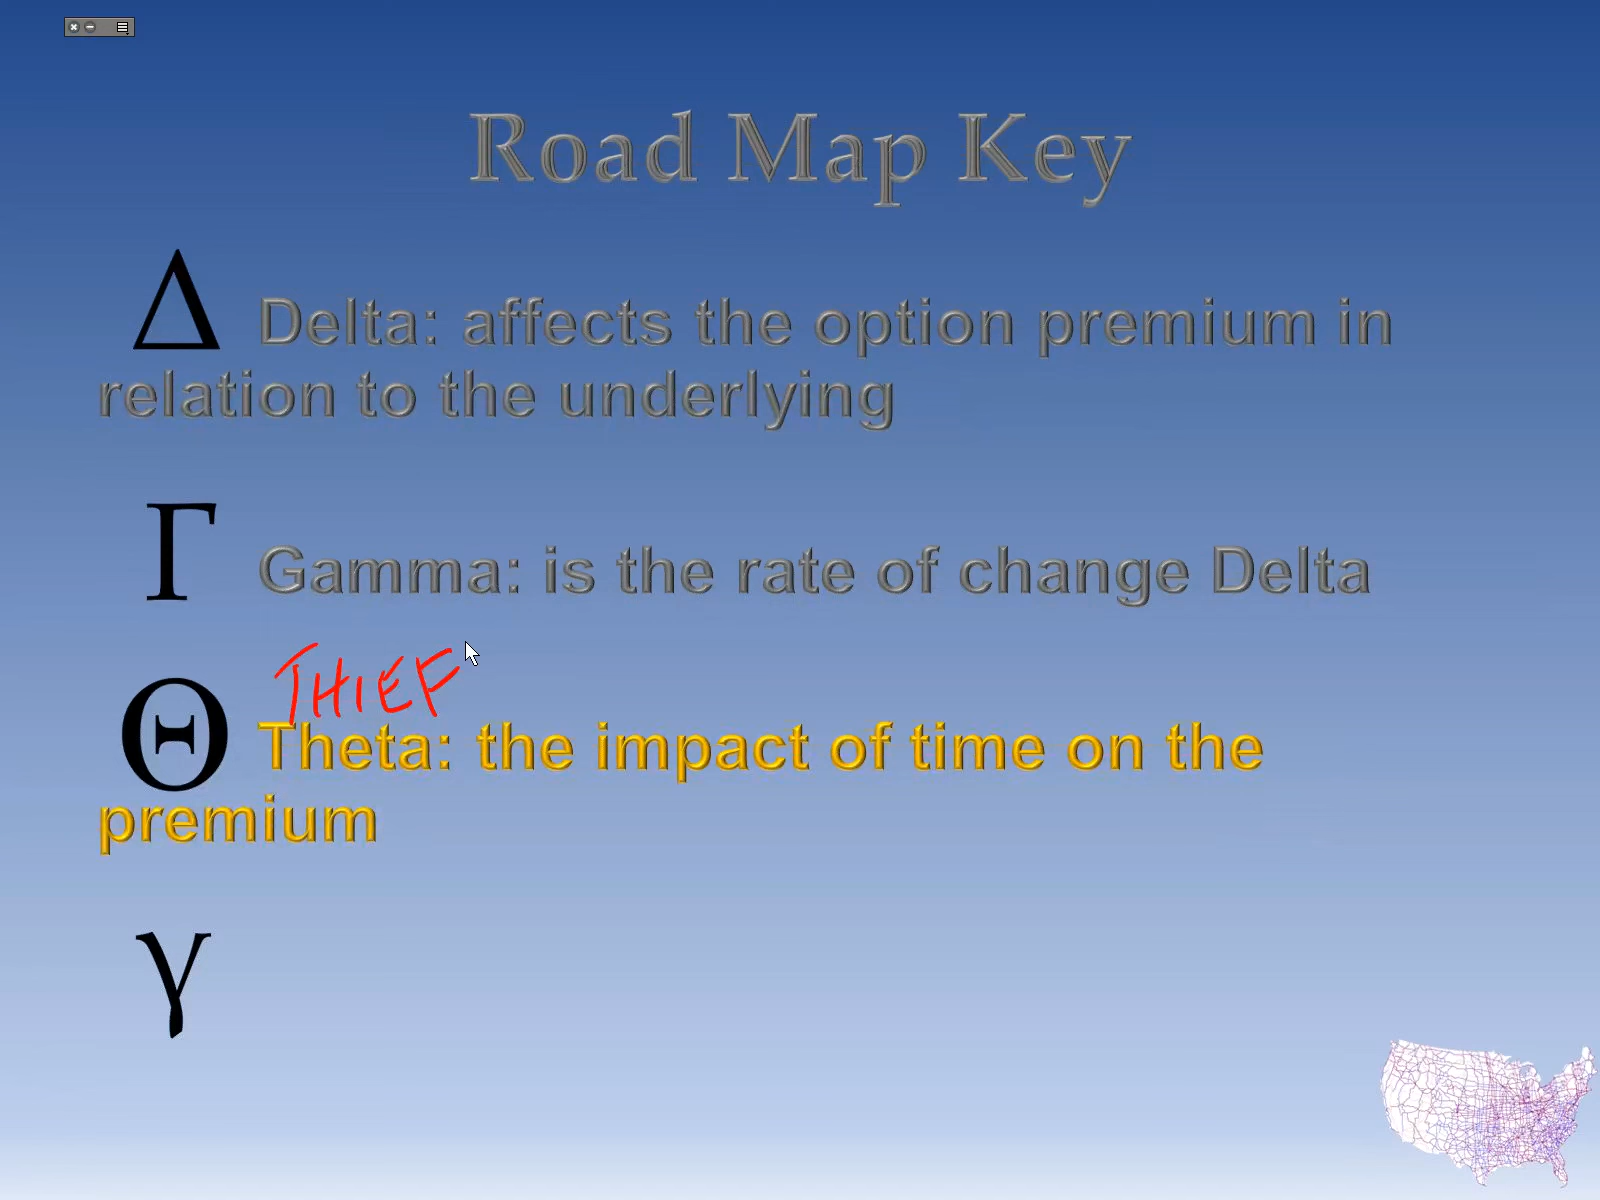 Road Map Key
Δ Delta: affects the option premium in
relation to the underlying
Γ Gamma: is the rate of change Delta
THIEF
Θ Theta: the impact of time on the
premium
γ